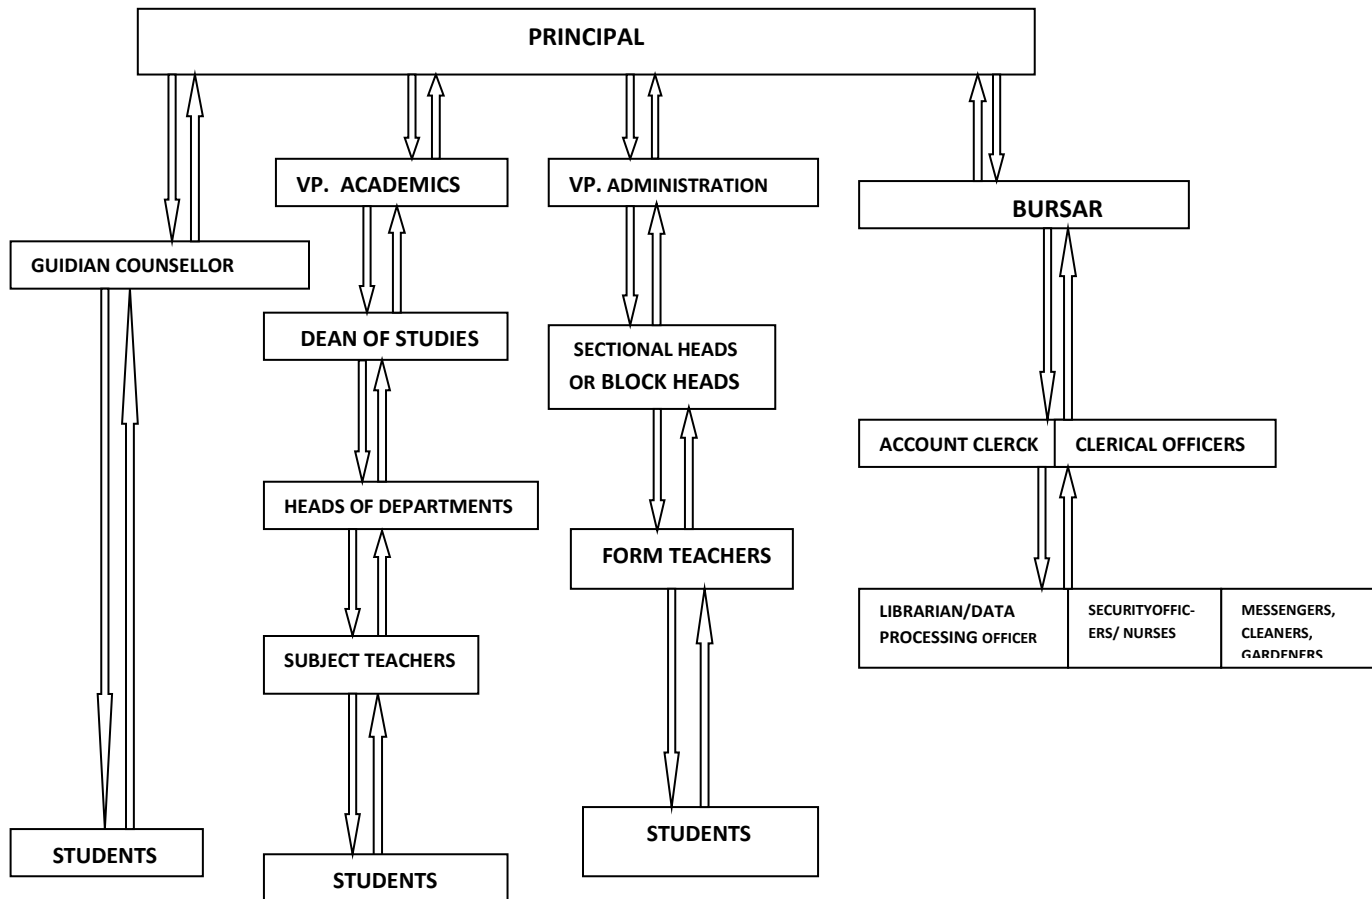 PRINCIPAL
VP. ACADEMICS
VP. ADMINISTRATION
BURSAR
GUIDIAN COUNSELLOR
DEAN OF STUDIES
SECTIONAL HEADS
OR BLOCK HEADS
ACCOUNT CLERCK
CLERICAL OFFICERS
HEADS OF DEPARTMENTS
FORM TEACHERS
LIBRARIAN/DATA
PROCESSING OFFICER
SECURITYOFFIC-
ERS/ NURSES
MESSENGERS,
CLEANERS,
GARDENERS
SUBJECT TEACHERS
STUDENTS
STUDENTS
STUDENTS